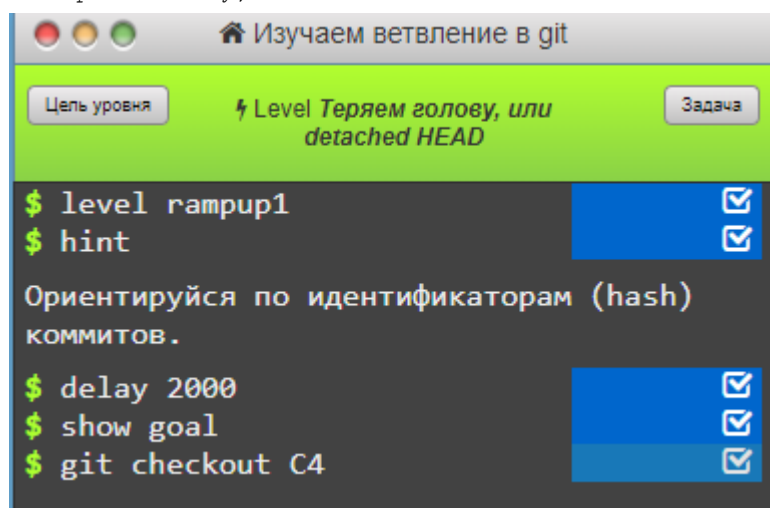 Изучаем ветвление в git
Цель уровня
Level Теряем голову, или
detached HEAD
Задача
$ level rampup1
$ hint
Ориентируйся по идентификаторам (hash)
коммитов.
$ delay 2000
$ show goal
$ git checkout C4